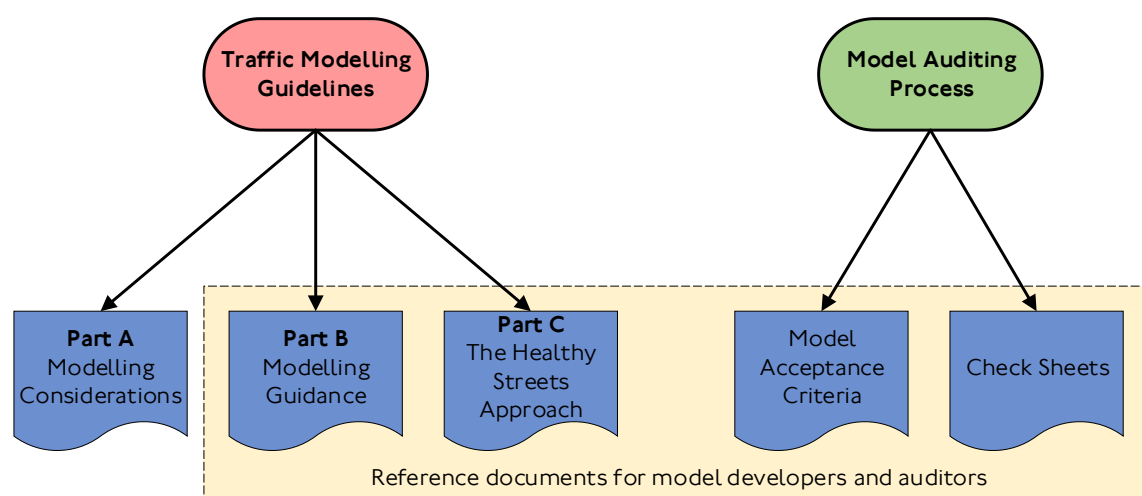 Traffic Modelling
Guidelines
Model Auditing
Process
Part A
Modelling
Considerations
Part B
Modelling
Guidance
Part C
The Healthy
Streets
Approach
Model
Acceptance
Criteria
Check Sheets
Reference documents for model developers and auditors